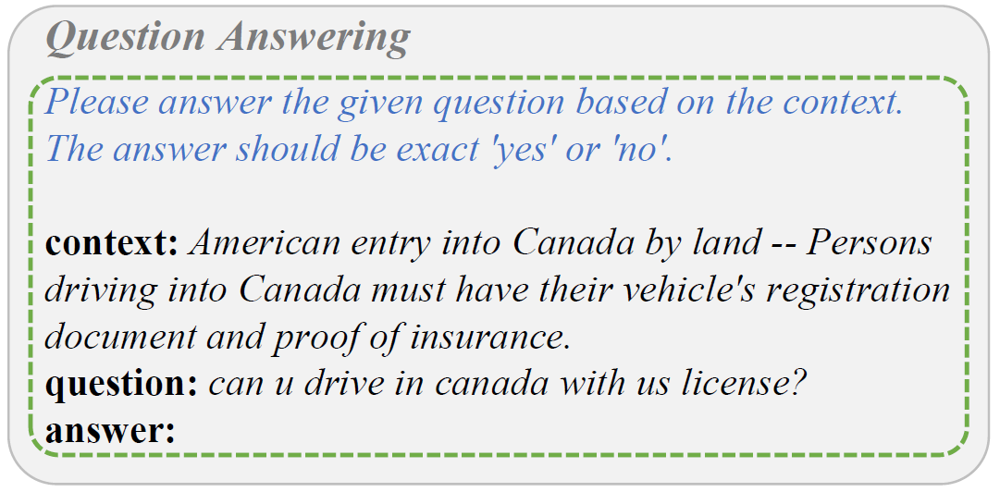 Question Answering
Please answer the given question based on the context.
The answer should be exact 'yes' or 'no'.
context: American entry into Canada by land -- Persons
driving into Canada must have their vehicle's registration
document and proof of insurance.
question: can u drive in canada with us license?
answer: